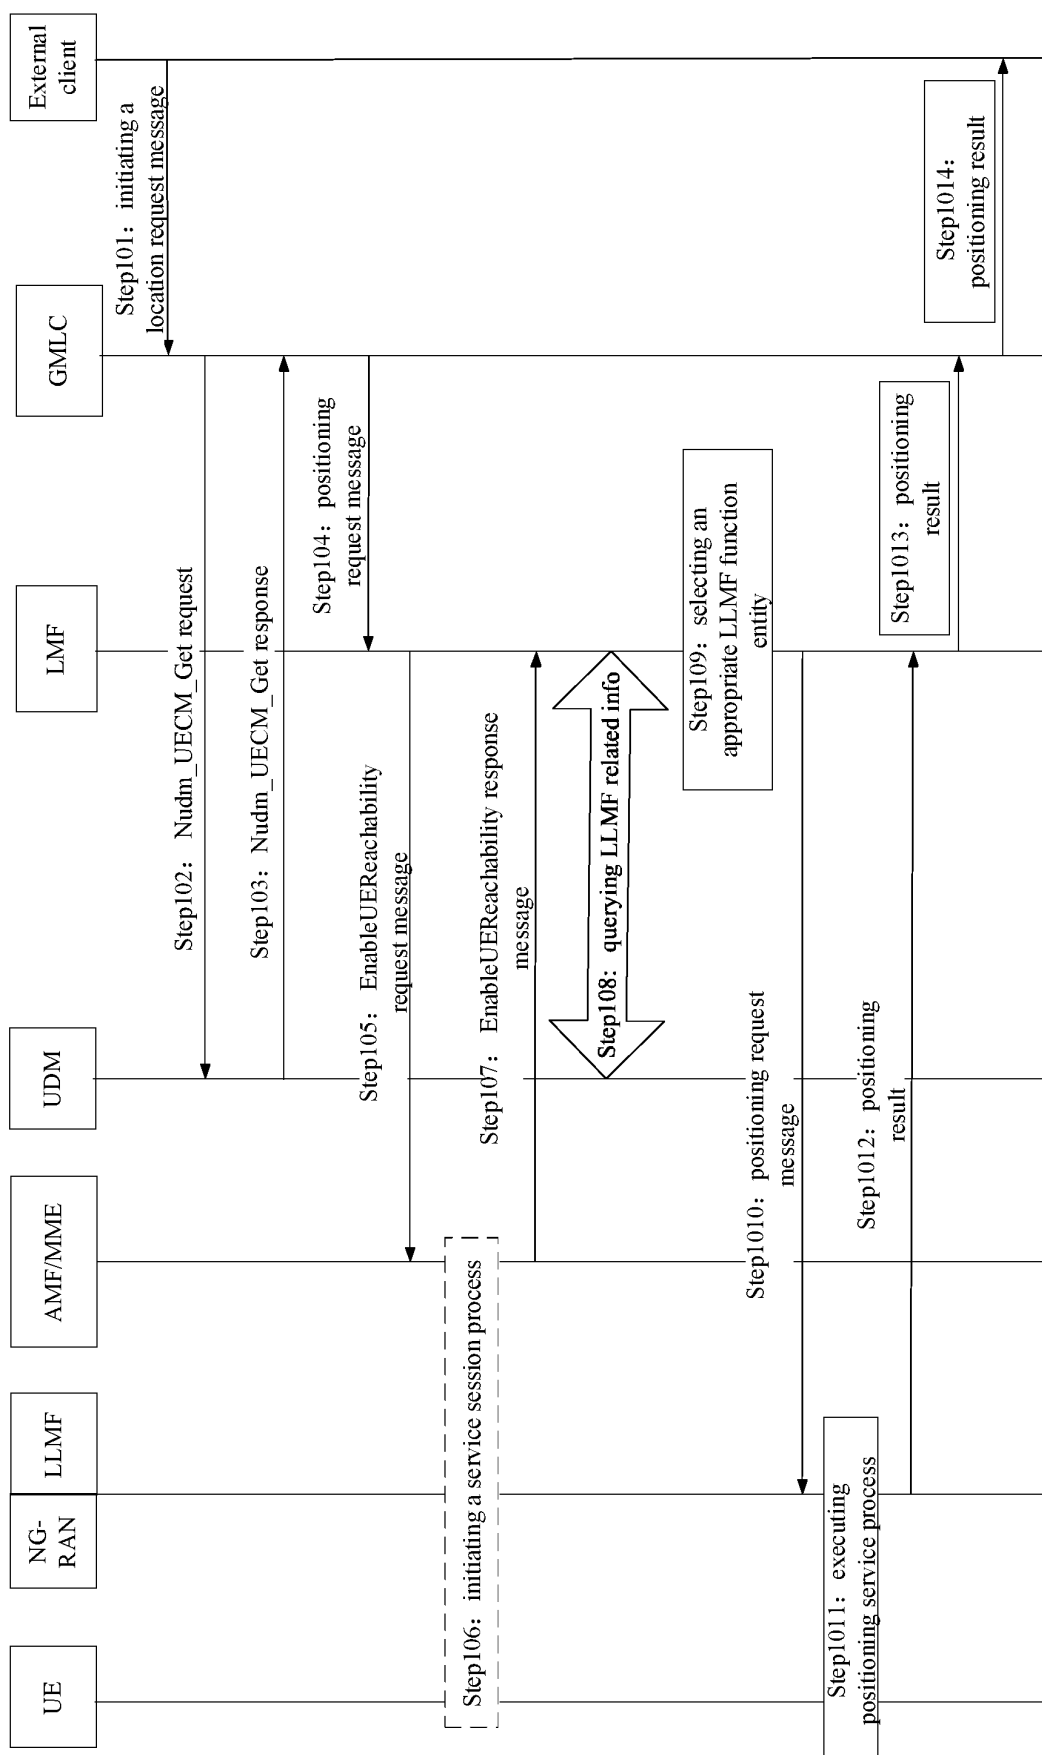 UE
NG-
RAN
LLMF
AMF/MME
UDM
LMF
GMLC
External
client
Step101: initiating a
location request message
Step102: Nudm_UECM_Get request
Step103: Nudm_UECM_Get response
Step104: positioning
request message
Step105: EnableUEReachability
request message
Step106: initiating a service session process
Step107: EnableUEReachability response
message
Step108: querying LLMF related info
Step109: selecting an
appropriate LLMF function
entity
Step1010: positioning request
message
Step1011: executing
positioning service process
Step1012: positioning
result
Step1013: positioning
result
Step1014:
positioning result